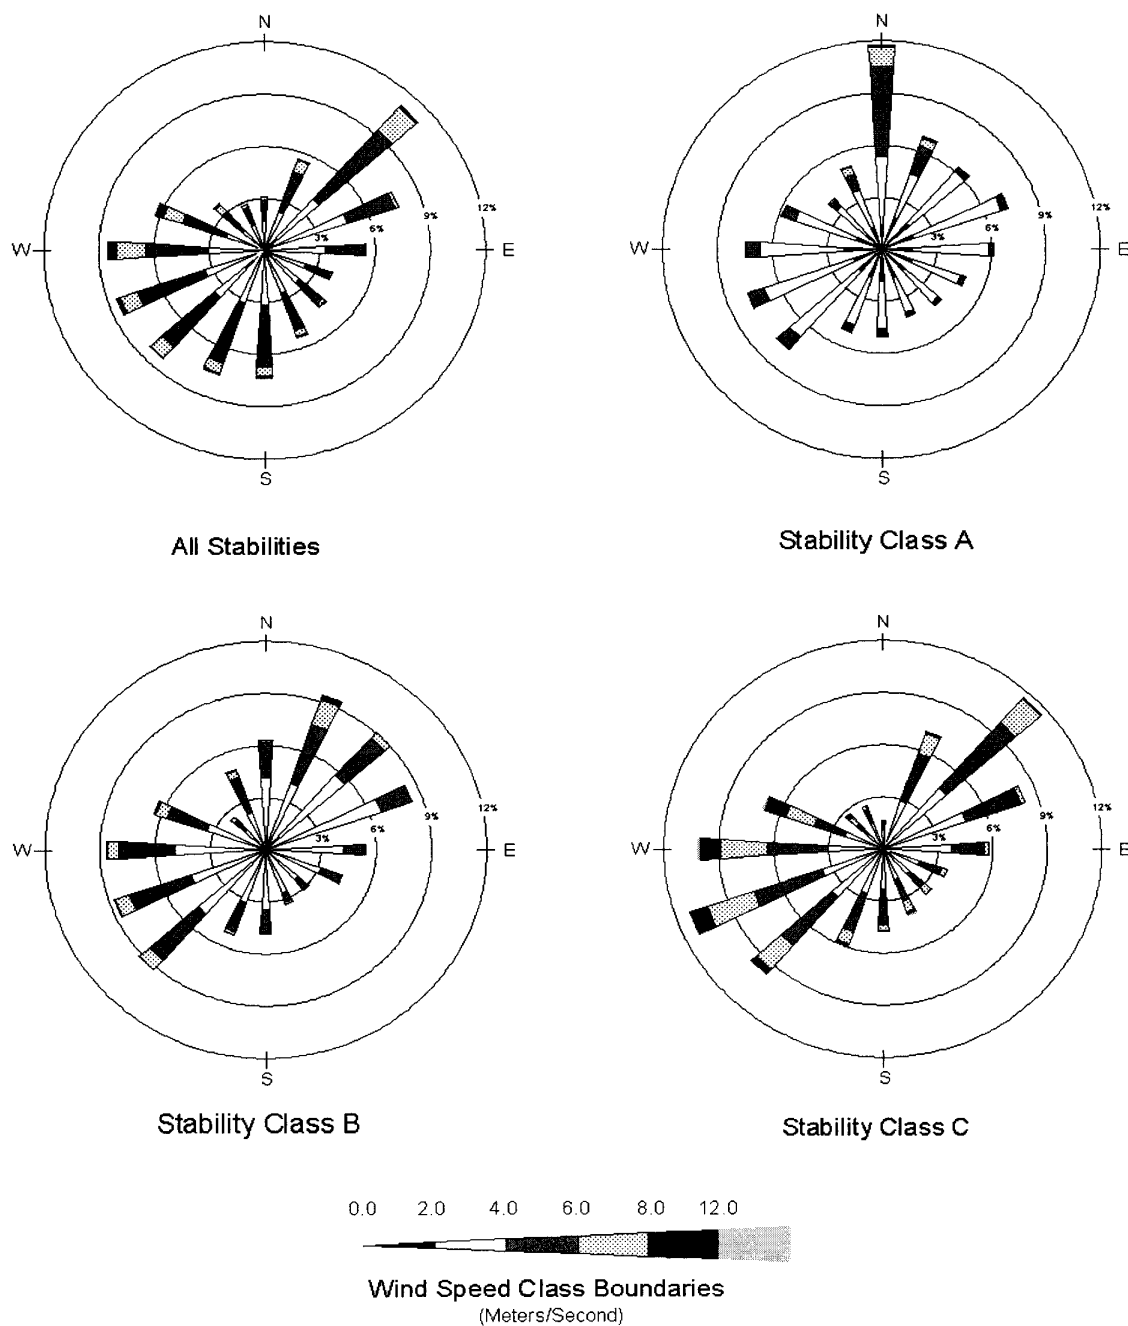 N
N
12%
9%
6%
3%
W
E
S
12%
9%
6%
3%
W
E
S
All Stabilities
Stability Class A
N
N
12%
9%
6%
3%
W
E
S
12%
9%
6%
3%
W
E
S
Stability Class B
Stability Class C
0.0 2.0 4.0 6.0 8.0 12.0
Wind Speed Class Boundaries
(Meters/Second)